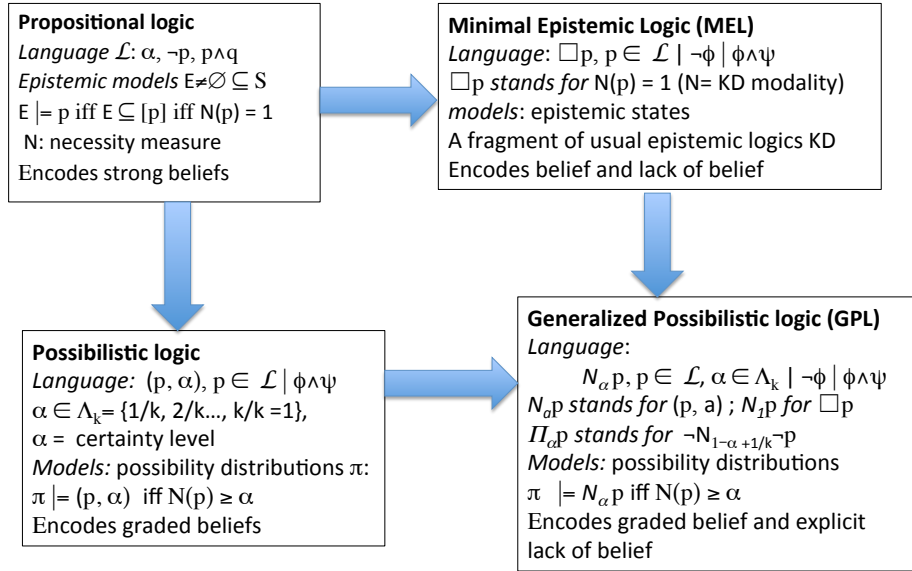 Propositional logic
Language ℒ: α, ¬p, p∧q
Epistemic models E≠∅ ⊆ S
E |= p iff E ⊆ [p] iff N(p) = 1
N: necessity measure
Encodes strong beliefs
Minimal Epistemic Logic (MEL)
Language: □p, p ∈ ℒ | ¬ϕ | ϕ∧ψ
□p stands for N(p) = 1 (N= KD modality)
models: epistemic states
A fragment of usual epistemic logics KD
Encodes belief and lack of belief
Possibilistic logic
Language: (p, α), p ∈ ℒ | ϕ∧ψ
α ∈ Λₖ= {1/k, 2/k..., k/k =1},
α = certainty level
Models: possibility distributions π:
π |= (p, α) iff N(p) ≥ α
Encodes graded beliefs
Generalized Possibilistic logic (GPL)
Language:
N_α p, p ∈ ℒ, α ∈ Λₖ | ¬ϕ | ϕ∧ψ
Nₐp stands for (p, a) ; N₁p for □p
Π_αp stands for ¬N₁₋α₊₁/ₖ¬p
Models: possibility distributions
π |= N_α p iff N(p) ≥ α
Encodes graded belief and explicit
lack of belief